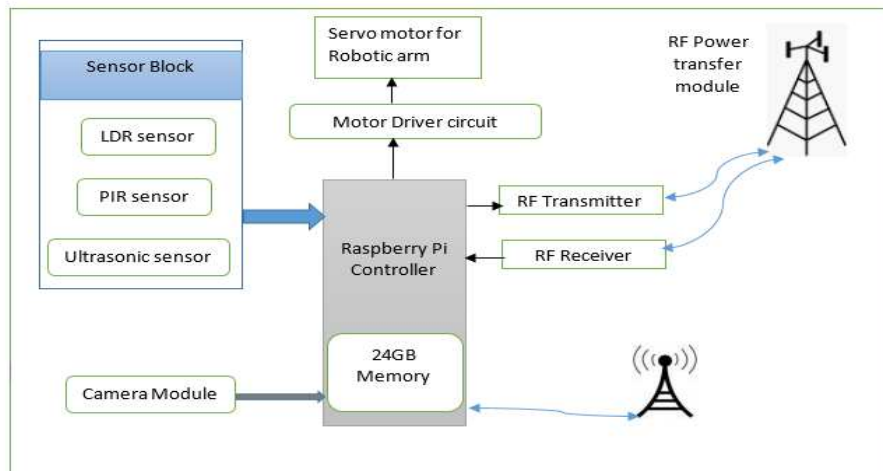 Sensor Block
LDR sensor
PIR sensor
Ultrasonic sensor
Camera Module
Servo motor for
Robotic arm
Motor Driver circuit
Raspberry Pi
Controller
24GB
Memory
RF Transmitter
RF Receiver
RF Power
transfer
module